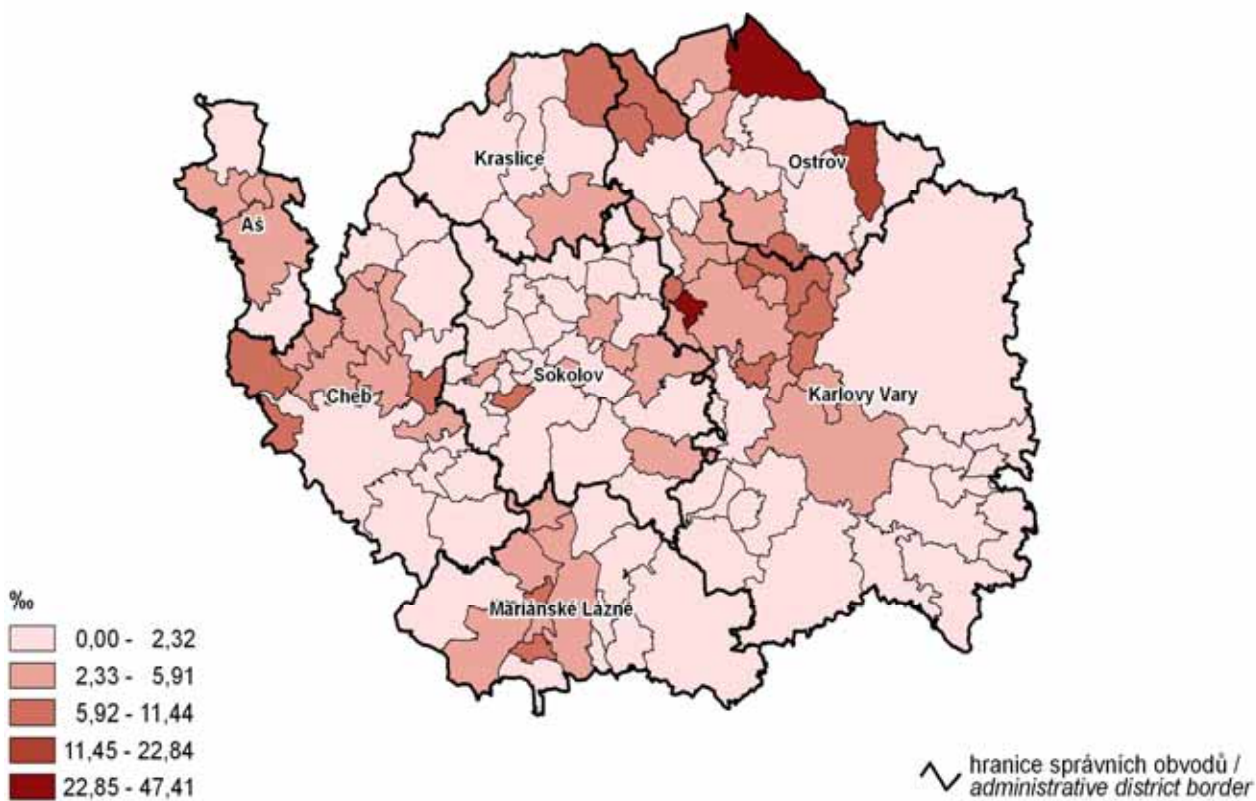 Kraslice
Ostrov
Aš
Cheb
Sokolov
Karlovy Vary
Mariánské Lázně
‰
0,00 - 2,32
2,33 - 5,91
5,92 - 11,44
11,45 - 22,84
22,85 - 47,41
hranice správních obvodů /
administrative district border